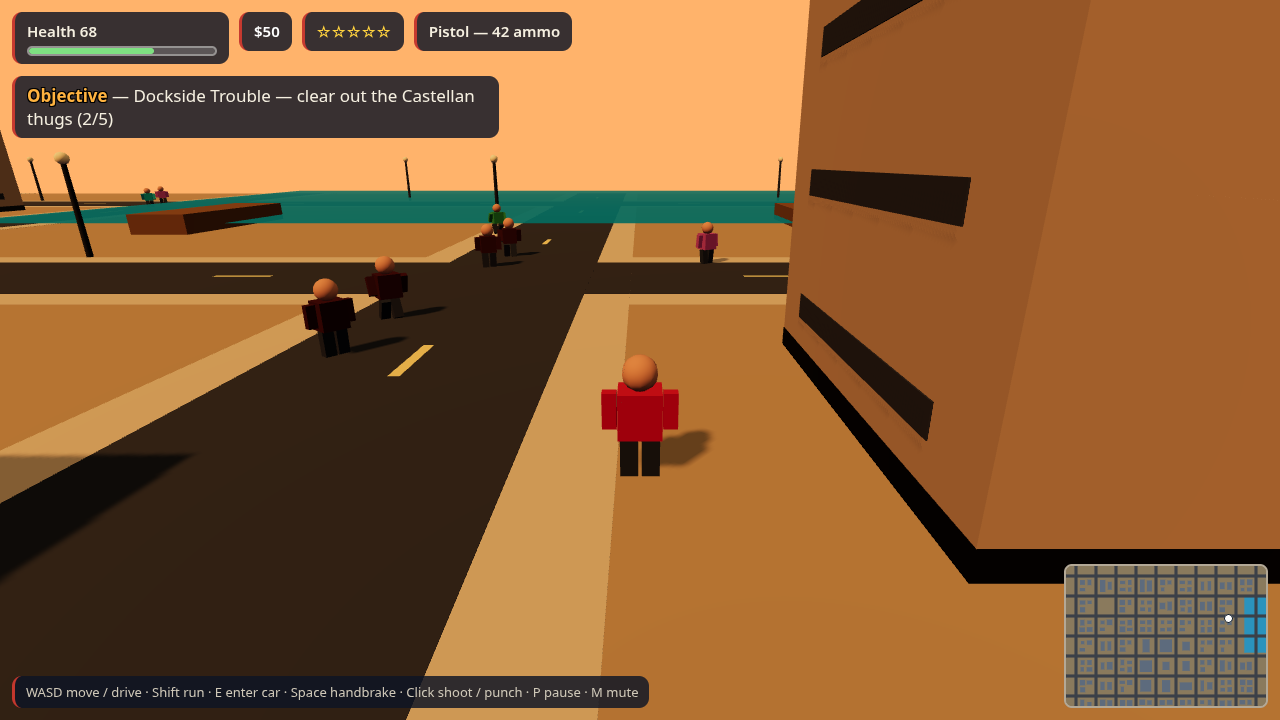 Health 68
$50
☆☆☆☆☆
Pistol — 42 ammo
Objective — Dockside Trouble — clear out the Castellan
thugs (2/5)
WASD move / drive · Shift run · E enter car · Space handbrake · Click shoot / punch · P pause · M mute